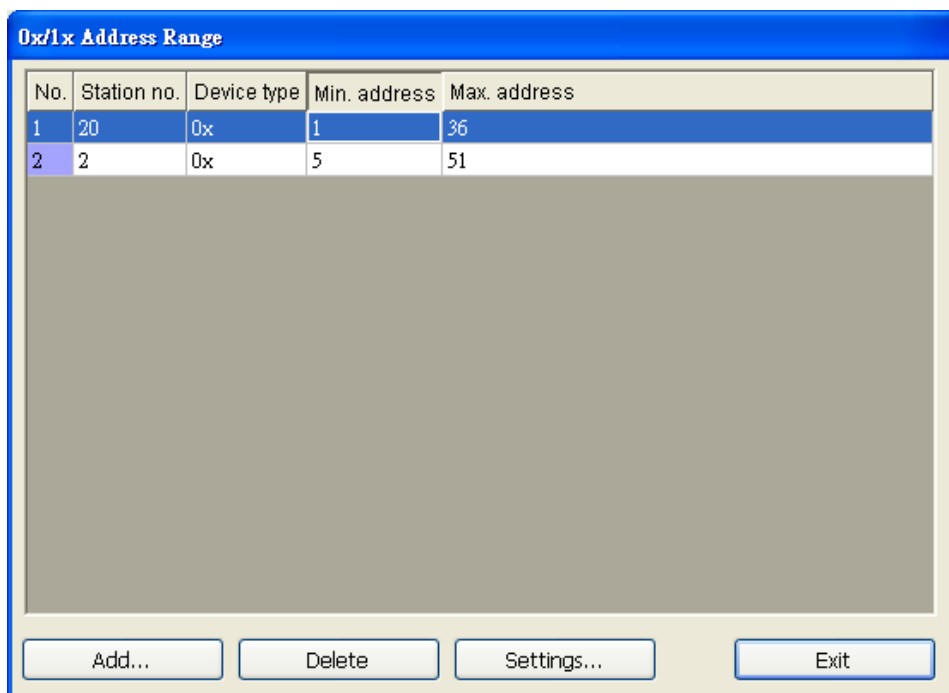 0x/1x Address Range
No. Station no. Device type Min. address Max. address
1 20 0x 1 36
2 2 0x 5 51
Add... Delete Settings... Exit